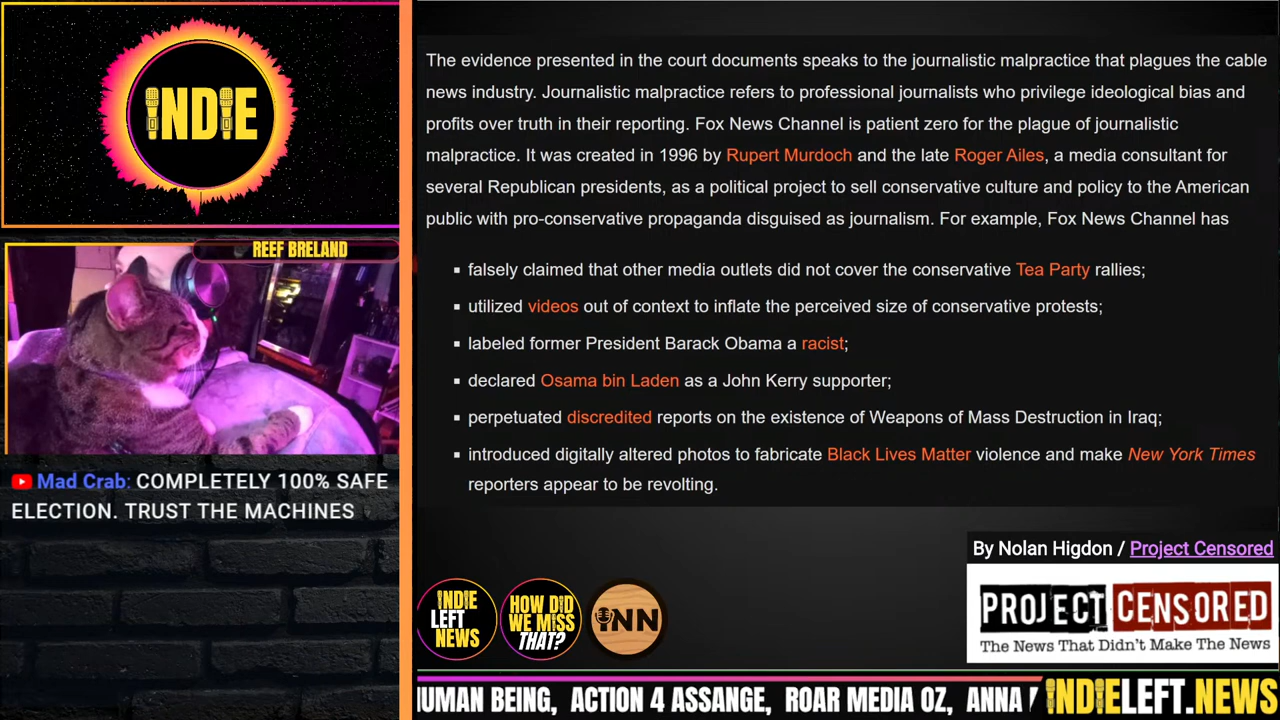 INDIE
REEF BRELAND
Mad Crab: COMPLETELY 100% SAFE
ELECTION. TRUST THE MACHINES
The evidence presented in the court documents speaks to the journalistic malpractice that plagues the cable
news industry. Journalistic malpractice refers to professional journalists who privilege ideological bias and
profits over truth in their reporting. Fox News Channel is patient zero for the plague of journalistic
malpractice. It was created in 1996 by Rupert Murdoch and the late Roger Ailes, a media consultant for
several Republican presidents, as a political project to sell conservative culture and policy to the American
public with pro-conservative propaganda disguised as journalism. For example, Fox News Channel has
▪ falsely claimed that other media outlets did not cover the conservative Tea Party rallies;
▪ utilized videos out of context to inflate the perceived size of conservative protests;
▪ labeled former President Barack Obama a racist;
▪ declared Osama bin Laden as a John Kerry supporter;
▪ perpetuated discredited reports on the existence of Weapons of Mass Destruction in Iraq;
▪ introduced digitally altered photos to fabricate Black Lives Matter violence and make New York Times
reporters appear to be revolting.
By Nolan Higdon / Project Censored
PROJECT CENSORED
The News That Didn't Make The News
INDIE
LEFT
NEWS
HOW DID
WE MISS
THAT?
INN
UMAN BEING, ACTION 4 ASSANGE, ROAR MEDIA OZ, ANNA
INDIELEFT.NEWS